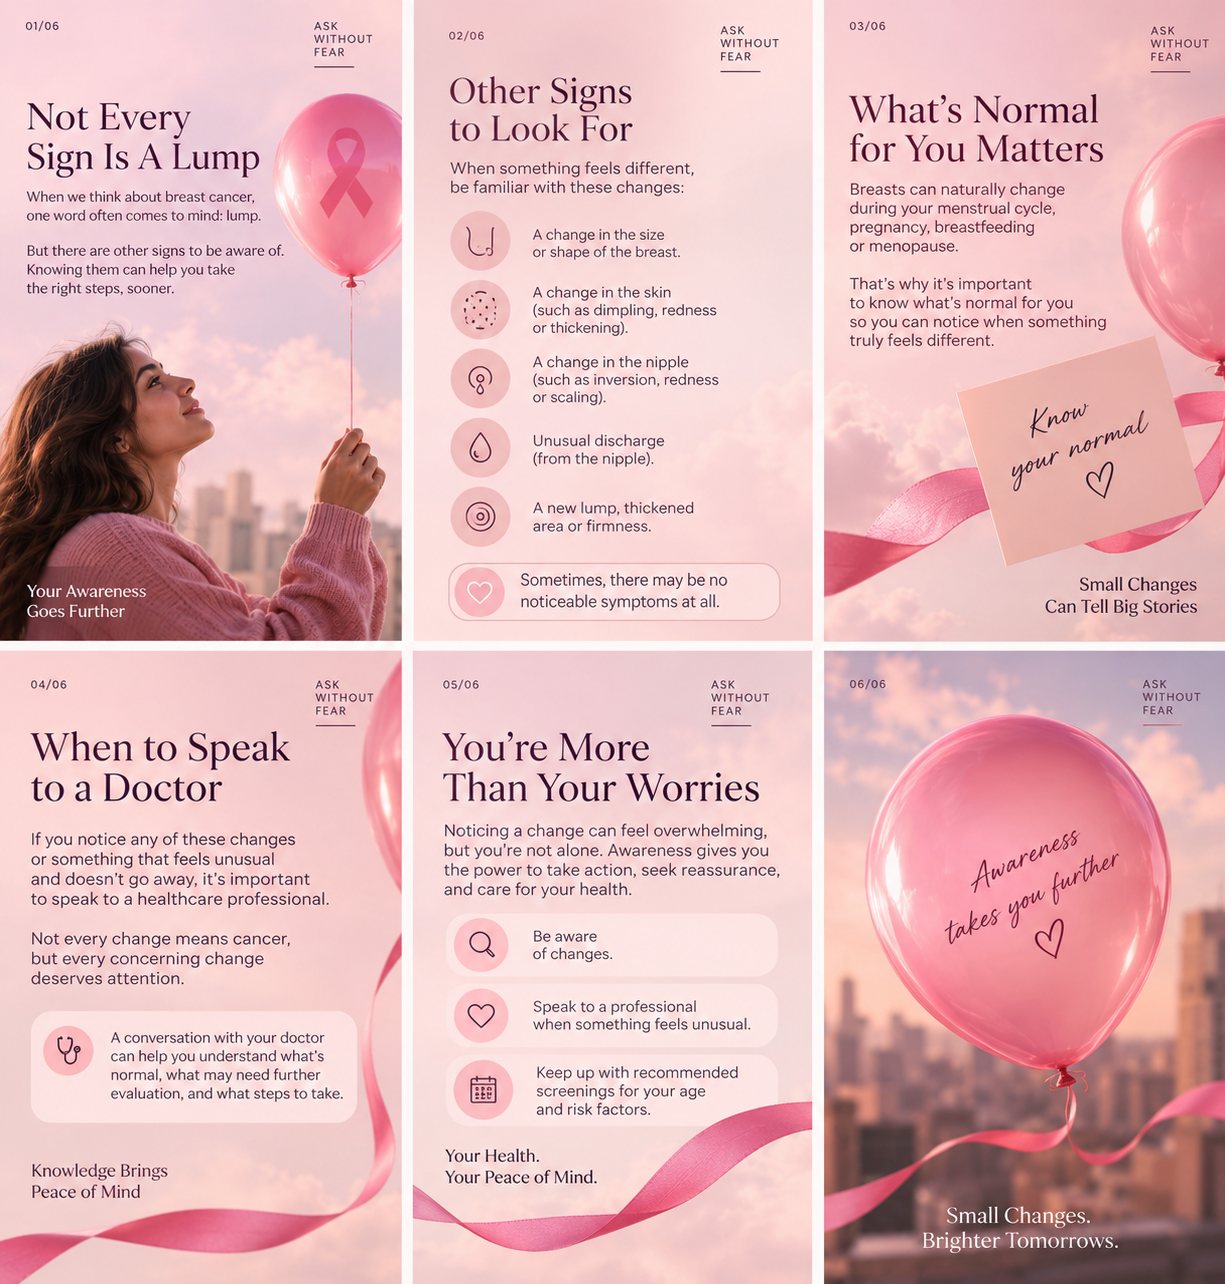 01/06
ASK
WITHOUT
FEAR
Not Every
Sign Is A Lump
When we think about breast cancer,
one word often comes to mind: lump.
But there are other signs to be aware of.
Knowing them can help you take
the right steps, sooner.
Your Awareness
Goes Further
02/06
ASK
WITHOUT
FEAR
Other Signs
to Look For
When something feels different,
be familiar with these changes:
A change in the size
or shape of the breast.
A change in the skin
(such as dimpling, redness
or thickening).
A change in the nipple
(such as inversion, redness
or scaling).
Unusual discharge
(from the nipple).
A new lump, thickened
area or firmness.
Sometimes, there may be no
noticeable symptoms at all.
03/06
ASK
WITHOUT
FEAR
What's Normal
for You Matters
Breasts can naturally change
during your menstrual cycle,
pregnancy, breastfeeding
or menopause.
That's why it's important
to know what's normal for you
so you can notice when something
truly feels different.
Know
your normal
Small Changes
Can Tell Big Stories
04/06
ASK
WITHOUT
FEAR
When to Speak
to a Doctor
If you notice any of these changes
or something that feels unusual
and doesn't go away, it's important
to speak to a healthcare professional.
Not every change means cancer,
but every concerning change
deserves attention.
A conversation with your doctor
can help you understand what's
normal, what may need further
evaluation, and what steps to take.
Knowledge Brings
Peace of Mind
05/06
ASK
WITHOUT
FEAR
You're More
Than Your Worries
Noticing a change can feel overwhelming,
but you're not alone. Awareness gives you
the power to take action, seek reassurance,
and care for your health.
Be aware
of changes.
Speak to a professional
when something feels unusual.
Keep up with recommended
screenings for your age
and risk factors.
Your Health.
Your Peace of Mind.
06/06
ASK
WITHOUT
FEAR
Awareness
takes you further
Small Changes.
Brighter Tomorrows.